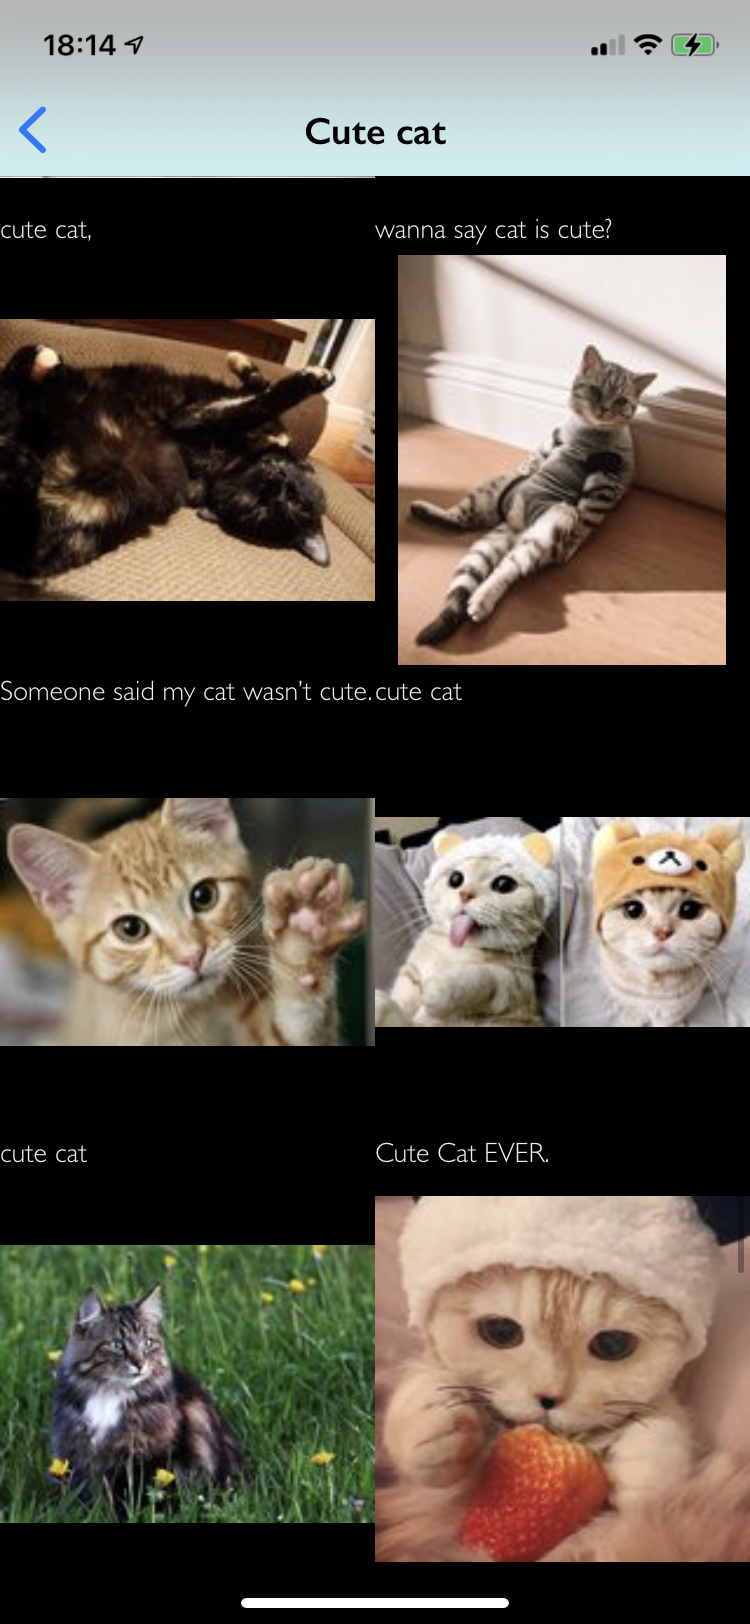 18:14
Cute cat
cute cat,
wanna say cat is cute?
Someone said my cat wasn’t cute.
cute cat
cute cat
Cute Cat EVER.